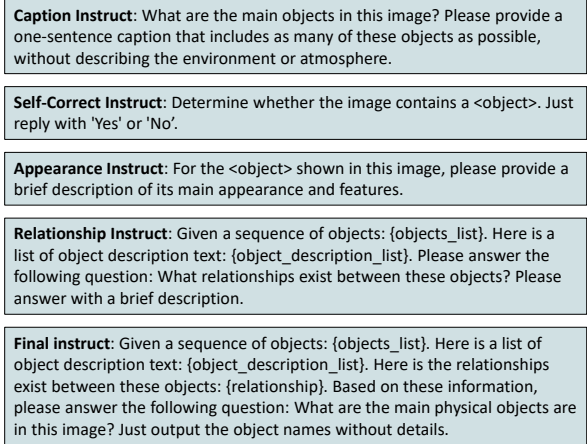 Caption Instruct: What are the main objects in this image? Please provide a
one-sentence caption that includes as many of these objects as possible,
without describing the environment or atmosphere.
Self-Correct Instruct: Determine whether the image contains a <object>. Just
reply with 'Yes' or 'No’.
Appearance Instruct: For the <object> shown in this image, please provide a
brief description of its main appearance and features.
Relationship Instruct: Given a sequence of objects: {objects_list}. Here is a
list of object description text: {object_description_list}. Please answer the
following question: What relationships exist between these objects? Please
answer with a brief description.
Final instruct: Given a sequence of objects: {objects_list}. Here is a list of
object description text: {object_description_list}. Here is the relationships
exist between these objects: {relationship}. Based on these information,
please answer the following question: What are the main physical objects are
in this image? Just output the object names without details.